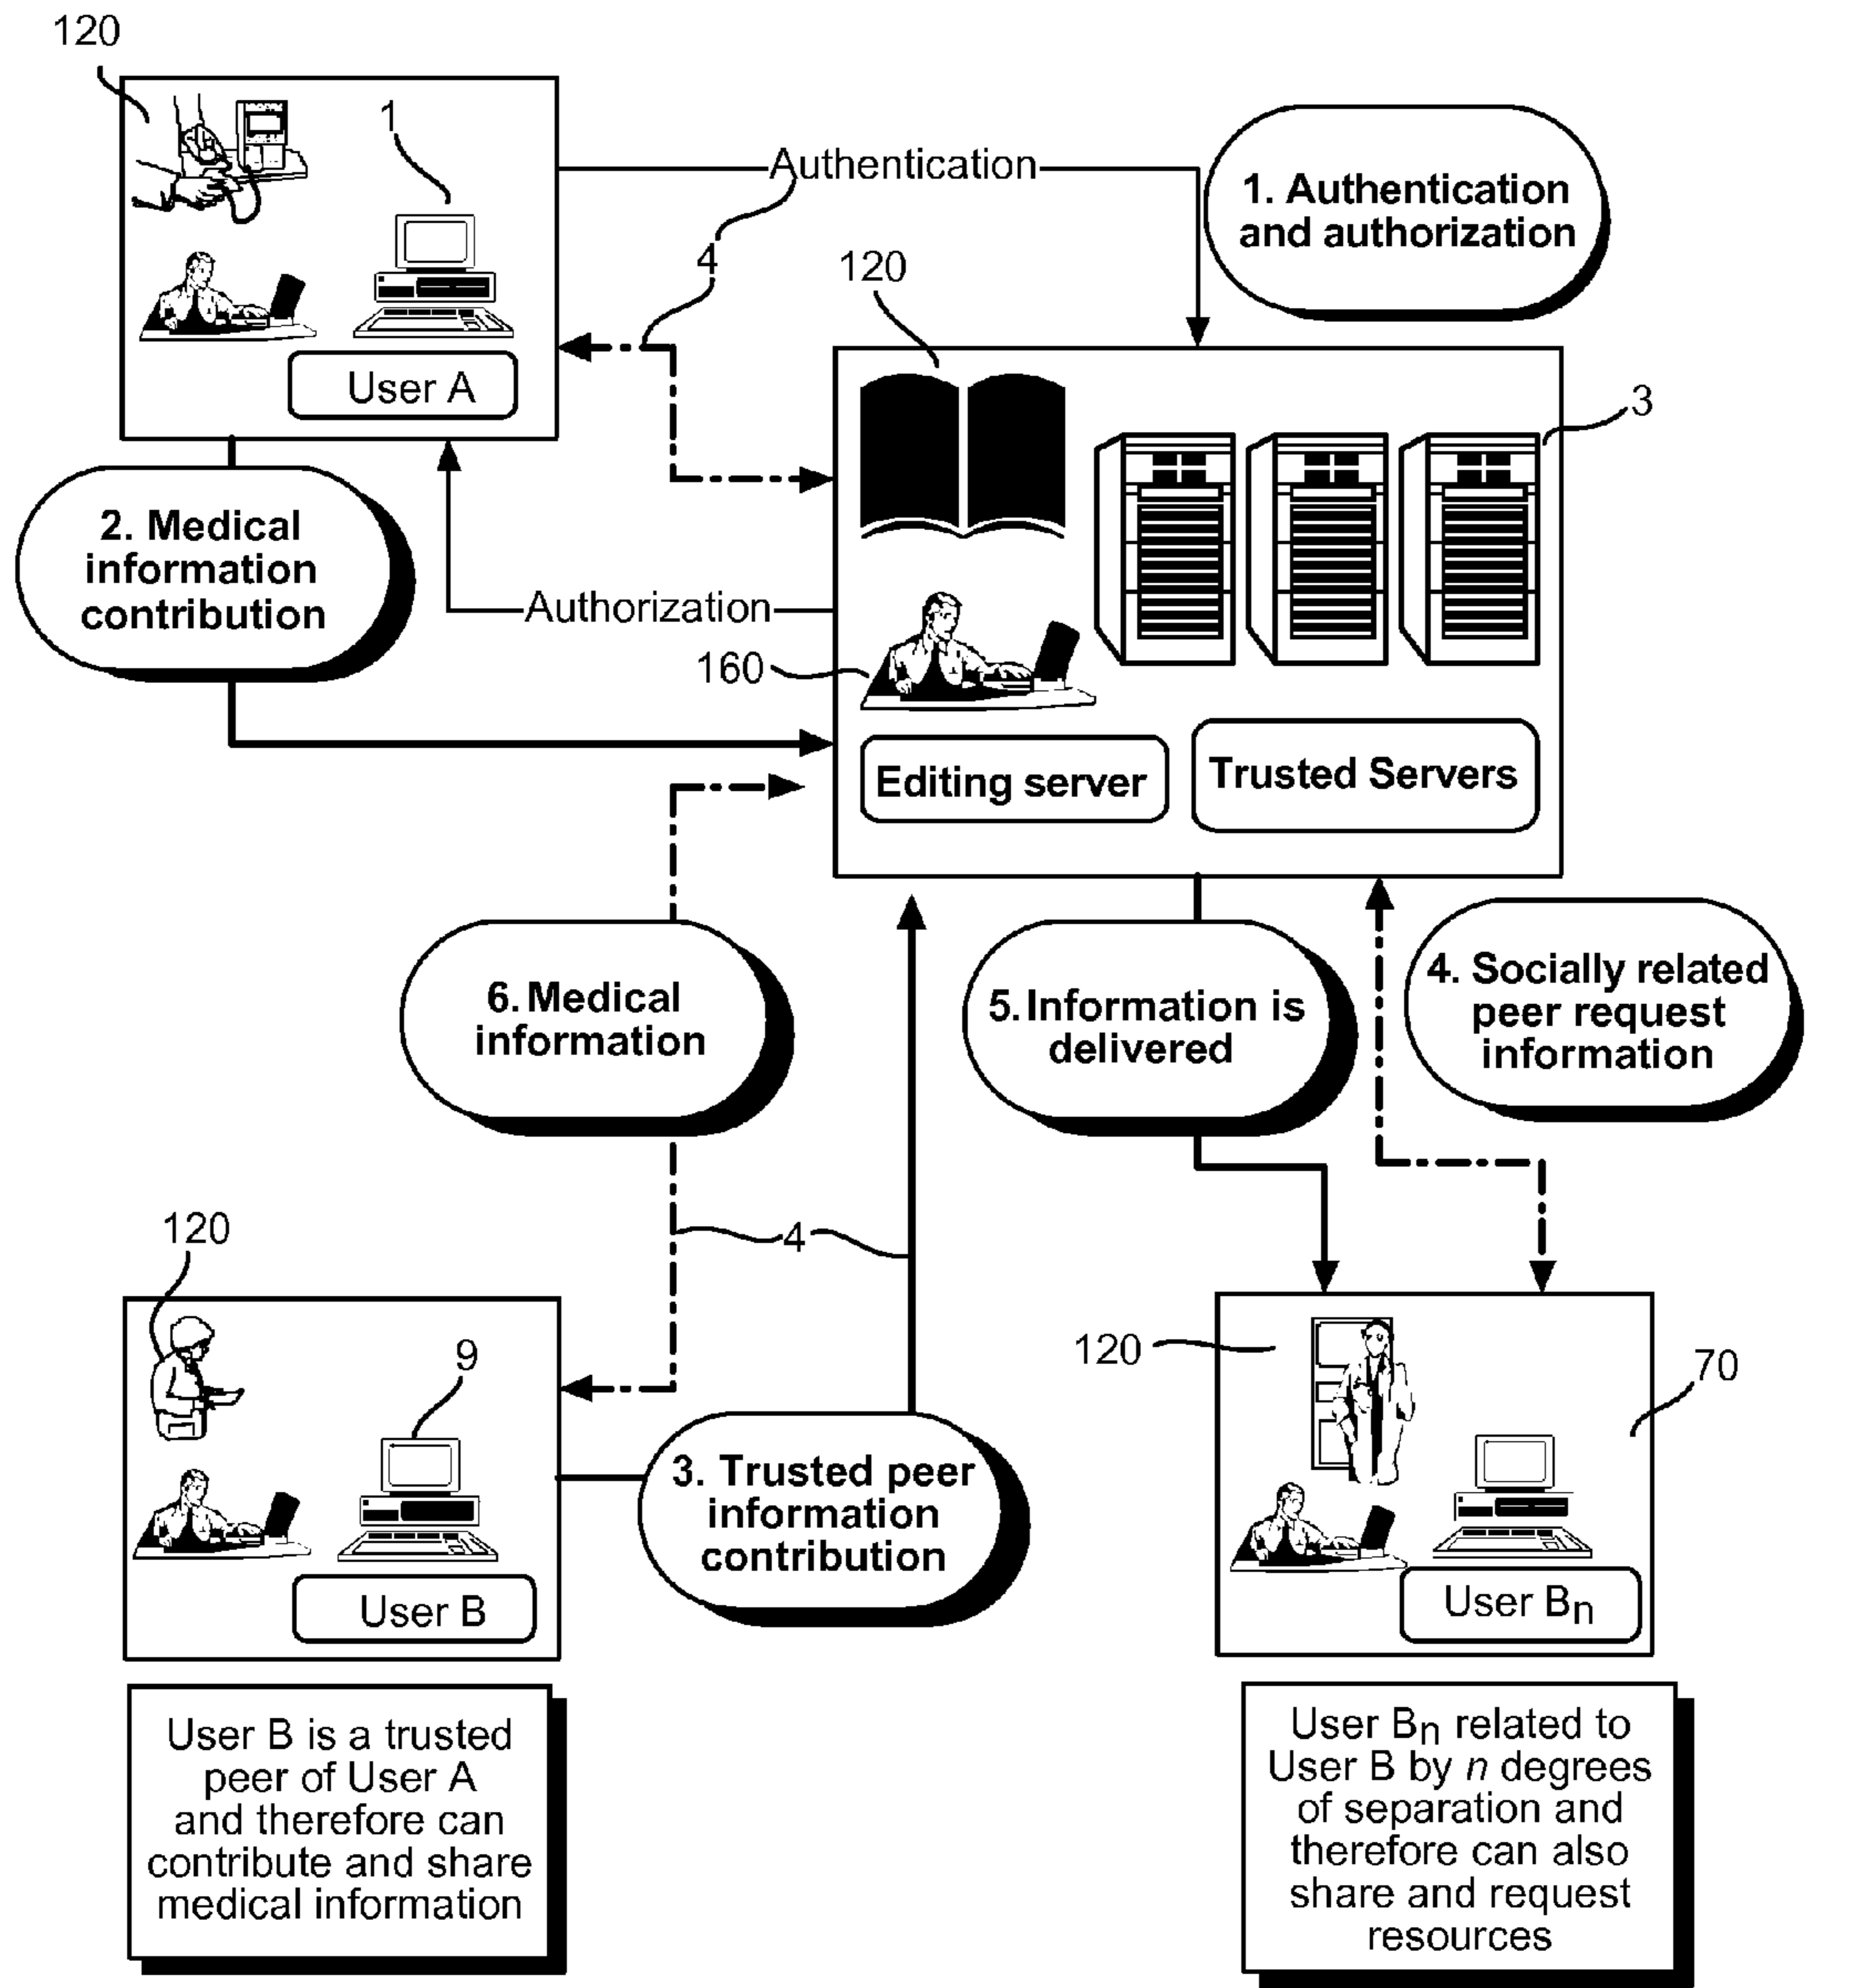 120
1
Authentication
1. Authentication
and authorization
4
120
User A
3
2. Medical
information
contribution
Authorization
160
Editing server
Trusted Servers
6. Medical
information
5. Information is
delivered
4. Socially related
peer request
information
120
4
9
120
70
3. Trusted peer
information
contribution
User B
User Bn
User B is a trusted
peer of User A
and therefore can
contribute and share
medical information
User Bn related to
User B by n degrees
of separation and
therefore can also
share and request
resources